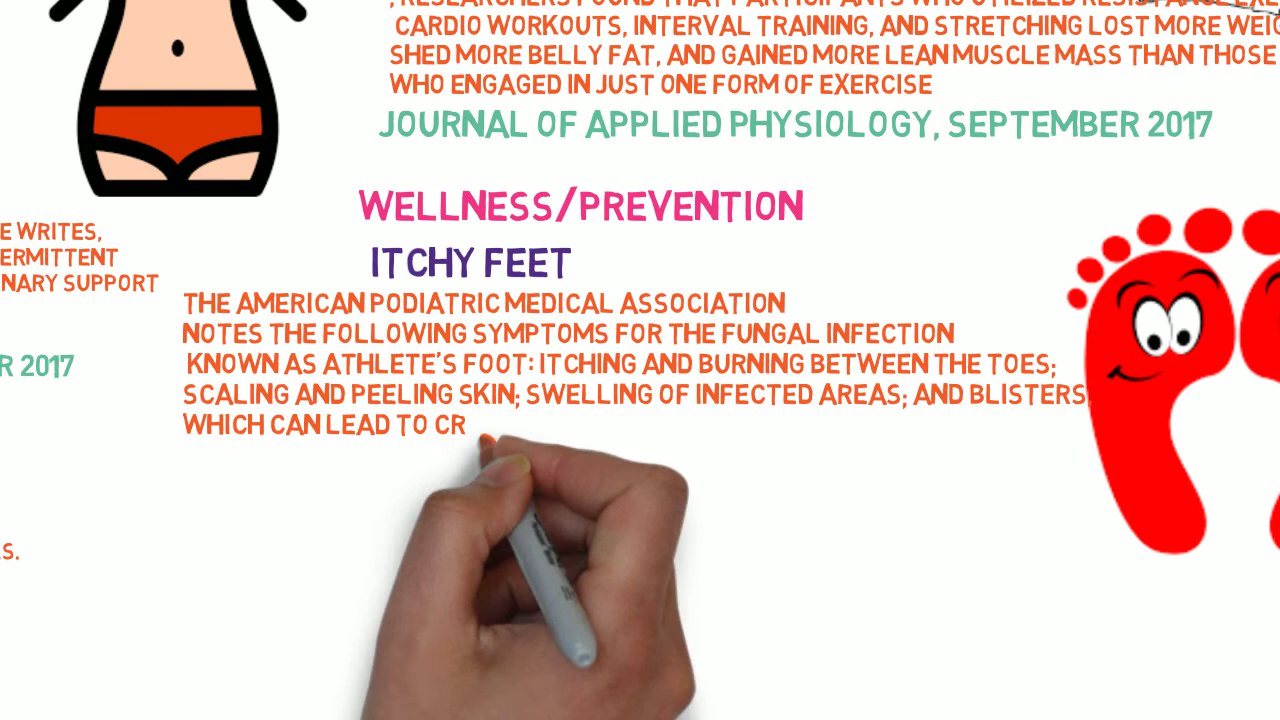 CARDIO WORKOUTS, INTERVAL TRAINING, AND STRETCHING LOST MORE
SHED MORE BELLY FAT, AND GAINED MORE LEAN MUSCLE MASS THAN THOSE
WHO ENGAGED IN JUST ONE FORM OF EXERCISE
JOURNAL OF APPLIED PHYSIOLOGY, SEPTEMBER 2017
WELLNESS/PREVENTION
ITCHY FEET
E WRITES,
ERMITTENT
NARY SUPPORT
R 2017
S.
THE AMERICAN PODIATRIC MEDICAL ASSOCIATION
NOTES THE FOLLOWING SYMPTOMS FOR THE FUNGAL INFECTION
KNOWN AS ATHLETE'S FOOT: ITCHING AND BURNING BETWEEN THE TOES;
SCALING AND PEELING SKIN; SWELLING OF INFECTED AREAS; AND BLISTERS,
WHICH CAN LEAD TO CR